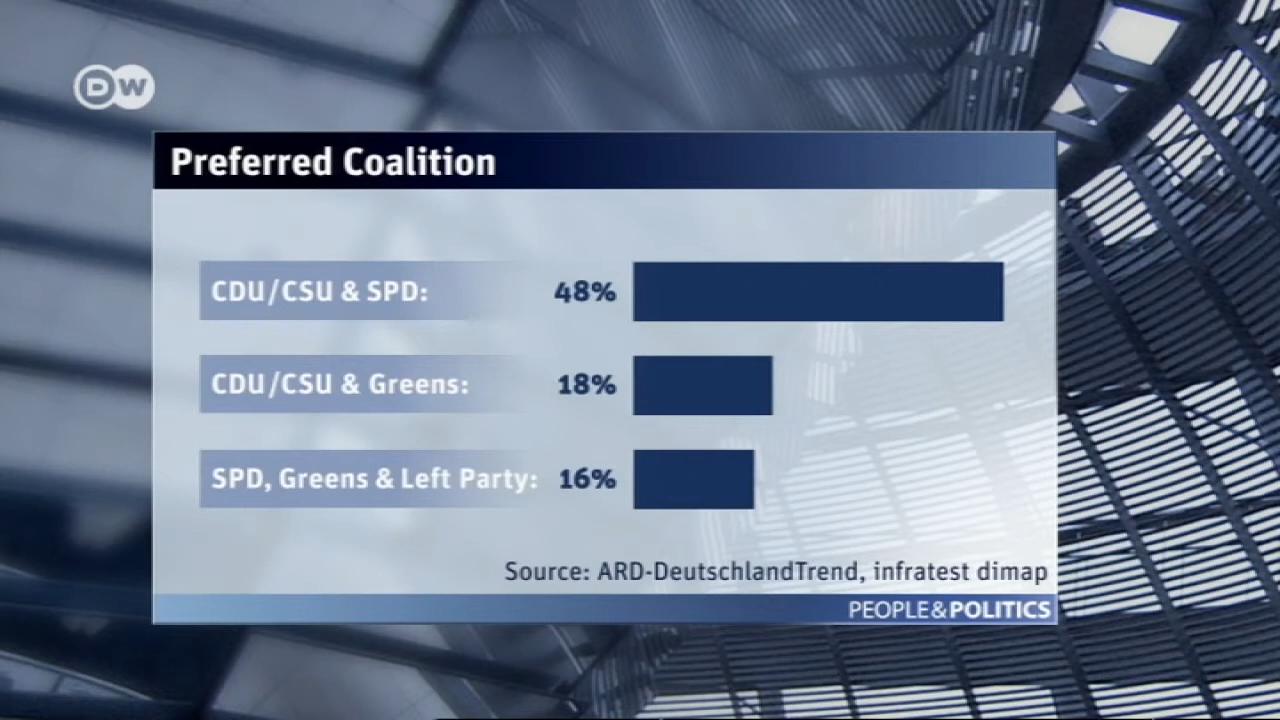 DW
Preferred Coalition
CDU/CSU & SPD: 48%
CDU/CSU & Greens: 18%
SPD, Greens & Left Party: 16%
Source: ARD-DeutschlandTrend, infratest dimap
PEOPLE&POLITICS